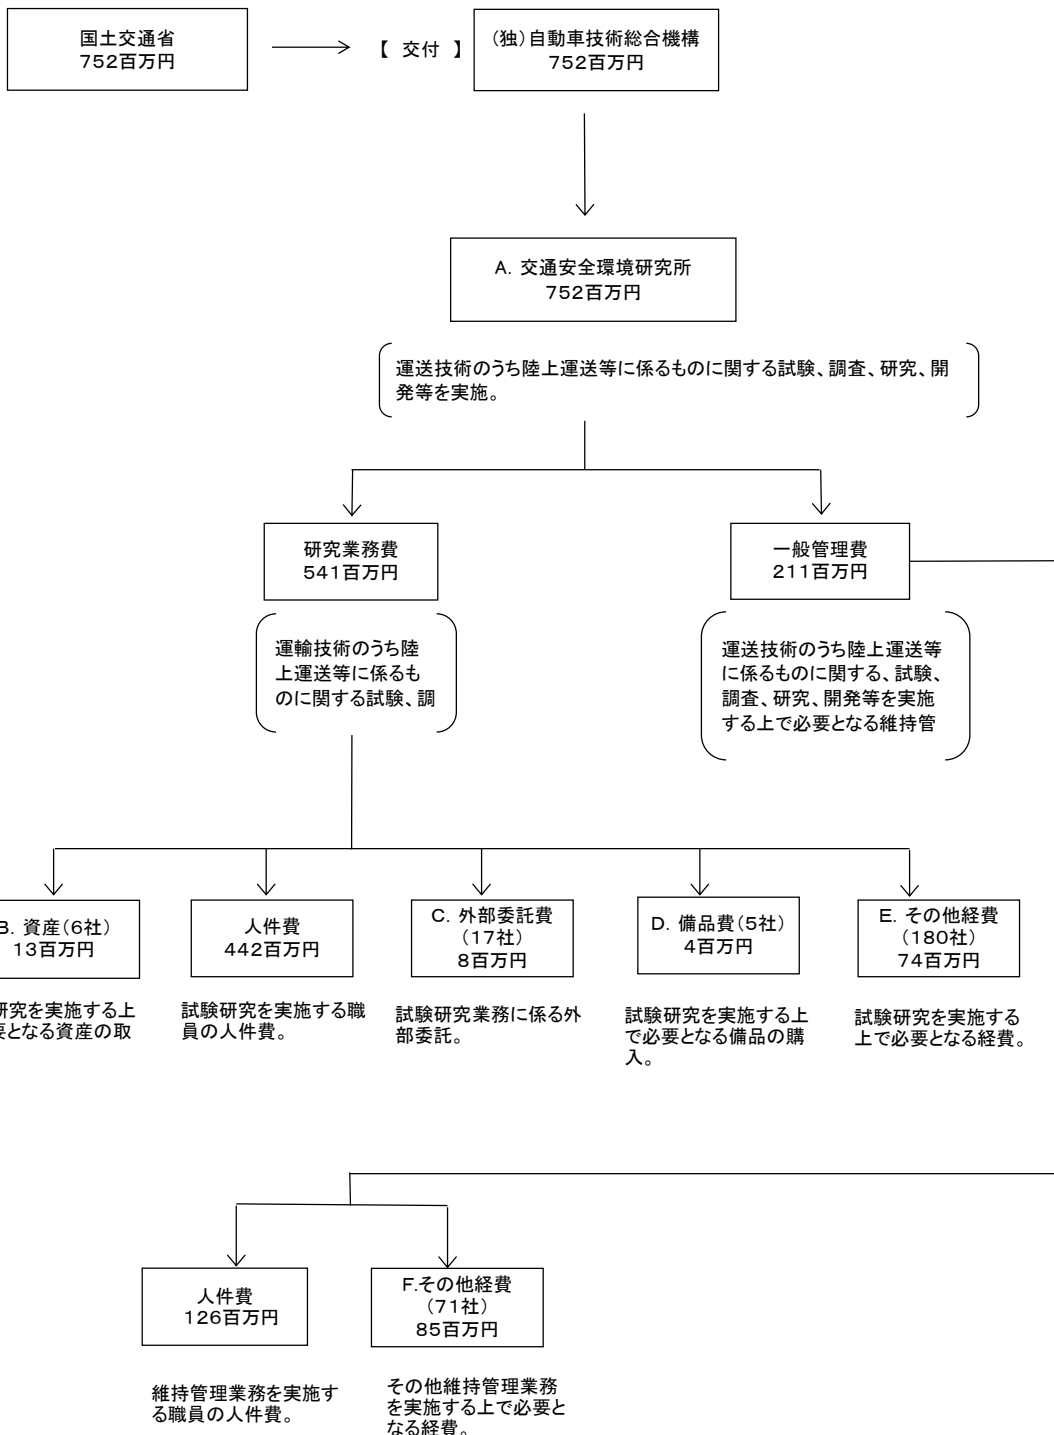 国土交通省
752百万円
【 交付 】
(独)自動車技術総合機構
752百万円
A. 交通安全環境研究所
752百万円
運送技術のうち陸上運送等に係るものに関する試験、調査、研究、開
発等を実施。
研究業務費
541百万円
一般管理費
211百万円
運輸技術のうち陸
上運送等に係るも
のに関する試験、調
運送技術のうち陸上運送等
に係るものに関する、試験、
調査、研究、開発等を実施
する上で必要となる維持管
B. 資産(6社)
13百万円
人件費
442百万円
C. 外部委託費
(17社)
8百万円
D. 備品費(5社)
4百万円
E. その他経費
(180社)
74百万円
研究を実施する上
要となる資産の取
試験研究を実施する職
員の人件費。
試験研究業務に係る外
部委託。
試験研究を実施する上
で必要となる備品の購
入。
試験研究を実施する
上で必要となる経費。
人件費
126百万円
F.その他経費
(71社)
85百万円
維持管理業務を実施す
る職員の人件費。
その他維持管理業務
を実施する上で必要と
なる経費。